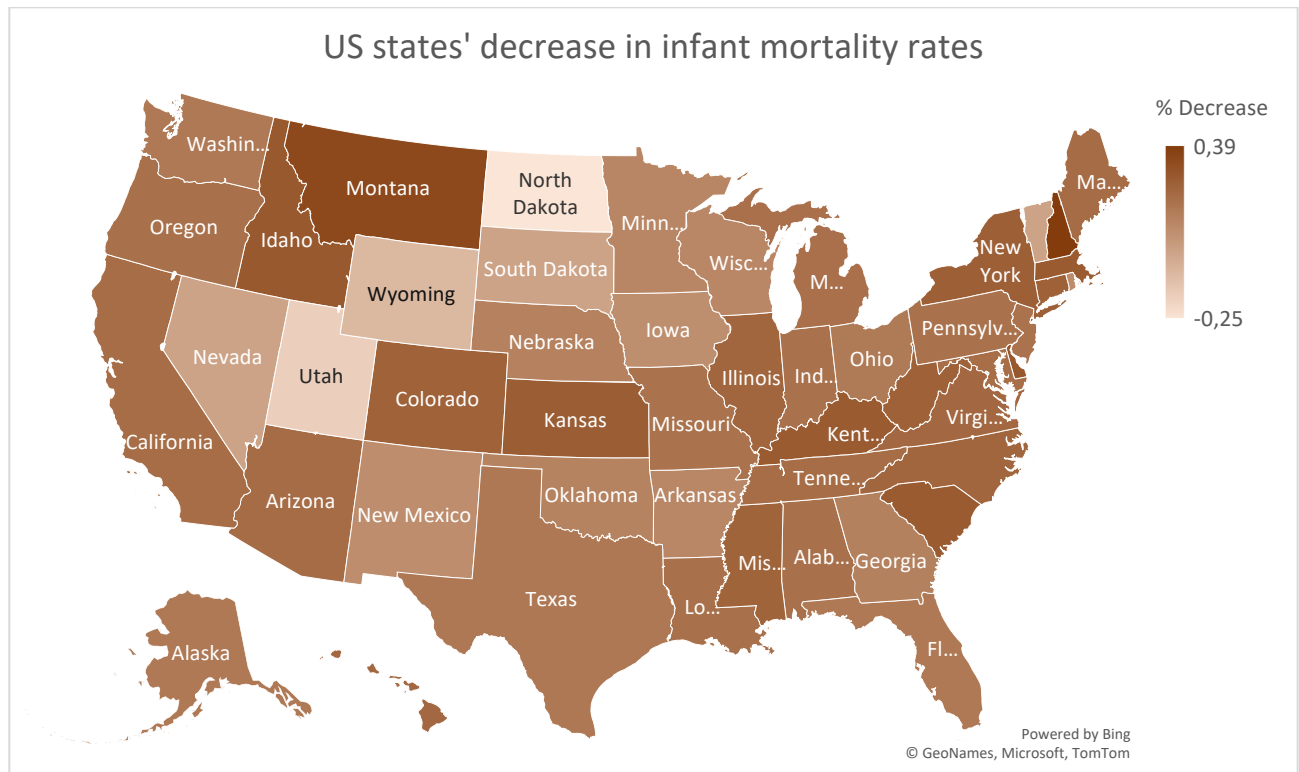 US states' decrease in infant mortality rates
% Decrease
0,39
-0,25
Washin...
Montana
North
Dakota
Minn...
Ma...
Oregon
Idaho
South Dakota
Wisc...
New
York
Wyoming
M...
Nevada
Utah
Nebraska
Iowa
Pennsylv...
Colorado
Kansas
Illinois
Ind...
Ohio
California
Missouri
Kent...
Virgi...
Arizona
New Mexico
Oklahoma
Arkansas
Tenne...
Texas
Lo...
Mis...
Alab...
Georgia
Alaska
Fl...
Powered by Bing
© GeoNames, Microsoft, TomTom